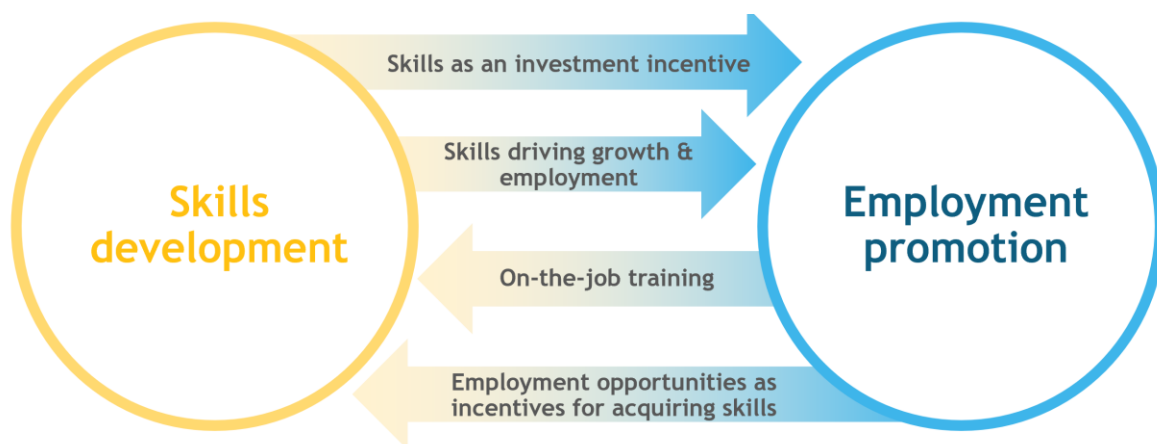 Skills as an investment incentive
Skills driving growth &
employment
Skills
development
Employment
promotion
On-the-job training
Employment opportunities as
incentives for acquiring skills